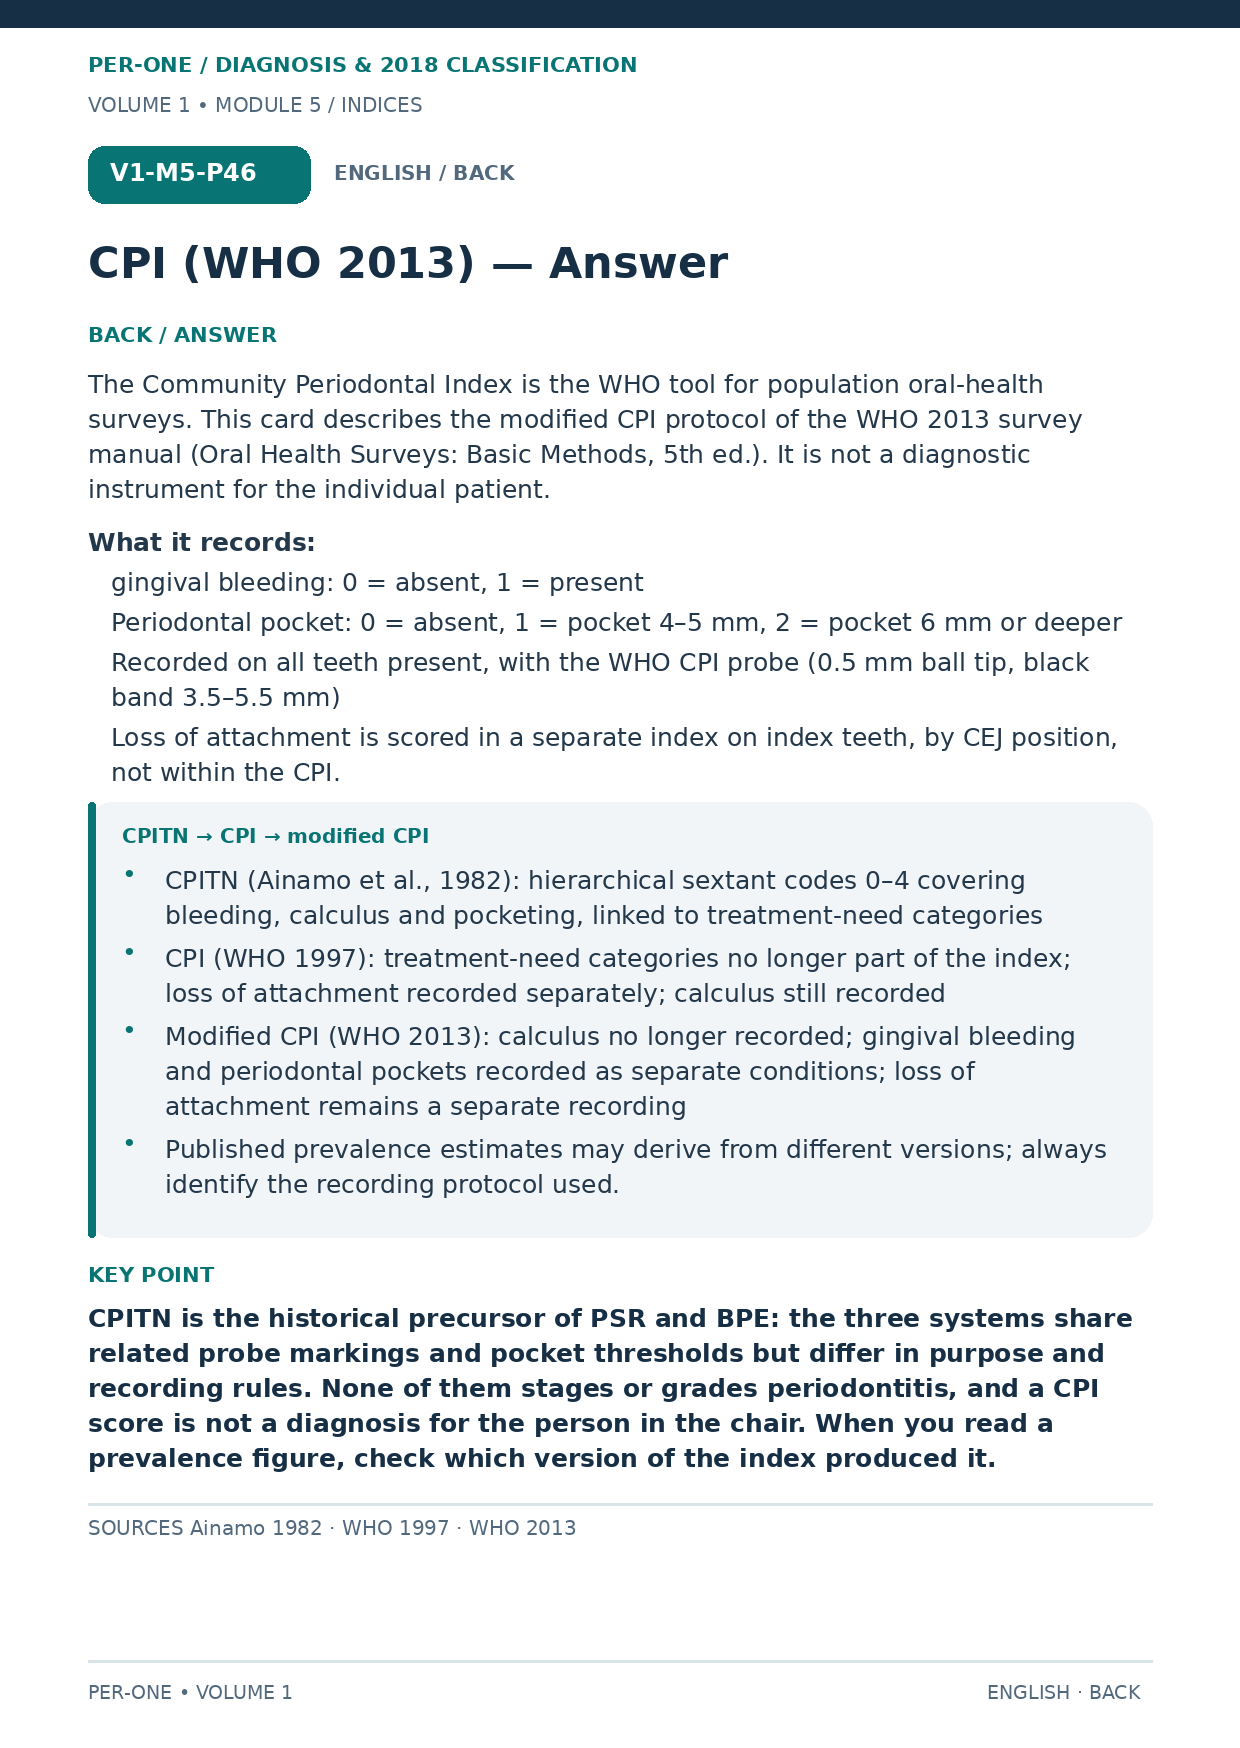 PER-ONE / DIAGNOSIS & 2018 CLASSIFICATION
VOLUME 1 • MODULE 5 / INDICES
V1-M5-P46
ENGLISH / BACK
CPI (WHO 2013) — Answer
BACK / ANSWER
The Community Periodontal Index is the WHO tool for population oral-health
surveys. This card describes the modified CPI protocol of the WHO 2013 survey
manual (Oral Health Surveys: Basic Methods, 5th ed.). It is not a diagnostic
instrument for the individual patient.
What it records:
gingival bleeding: 0 = absent, 1 = present
Periodontal pocket: 0 = absent, 1 = pocket 4–5 mm, 2 = pocket 6 mm or deeper
Recorded on all teeth present, with the WHO CPI probe (0.5 mm ball tip, black
band 3.5–5.5 mm)
Loss of attachment is scored in a separate index on index teeth, by CEJ position,
not within the CPI.
CPITN → CPI → modified CPI
• CPITN (Ainamo et al., 1982): hierarchical sextant codes 0–4 covering
bleeding, calculus and pocketing, linked to treatment-need categories
• CPI (WHO 1997): treatment-need categories no longer part of the index;
loss of attachment recorded separately; calculus still recorded
• Modified CPI (WHO 2013): calculus no longer recorded; gingival bleeding
and periodontal pockets recorded as separate conditions; loss of
attachment remains a separate recording
• Published prevalence estimates may derive from different versions; always
identify the recording protocol used.
KEY POINT
CPITN is the historical precursor of PSR and BPE: the three systems share
related probe markings and pocket thresholds but differ in purpose and
recording rules. None of them stages or grades periodontitis, and a CPI
score is not a diagnosis for the person in the chair. When you read a
prevalence figure, check which version of the index produced it.
SOURCES Ainamo 1982 · WHO 1997 · WHO 2013
PER-ONE • VOLUME 1
ENGLISH · BACK